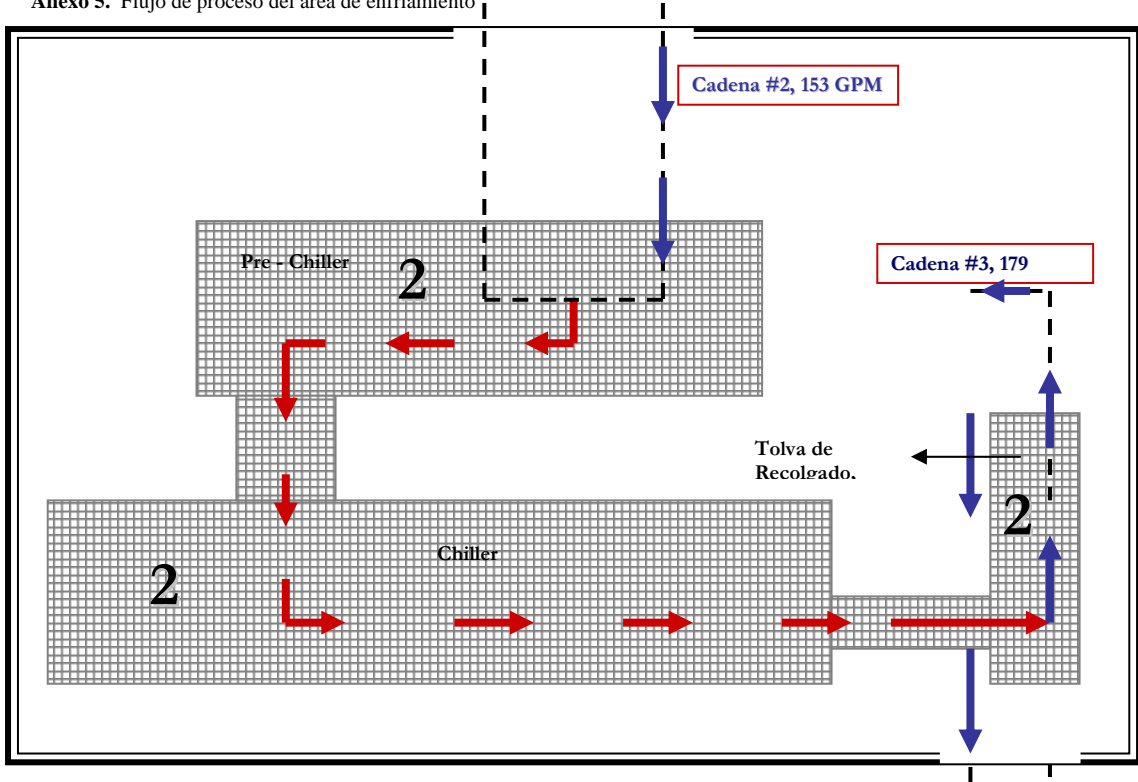 Anexo 5. Flujo de proceso del área de enfriamiento
Cadena #2, 153 GPM
Pre - Chiller
2
Cadena #3, 179
Tolva de
Recolgado.
2
Chiller
2